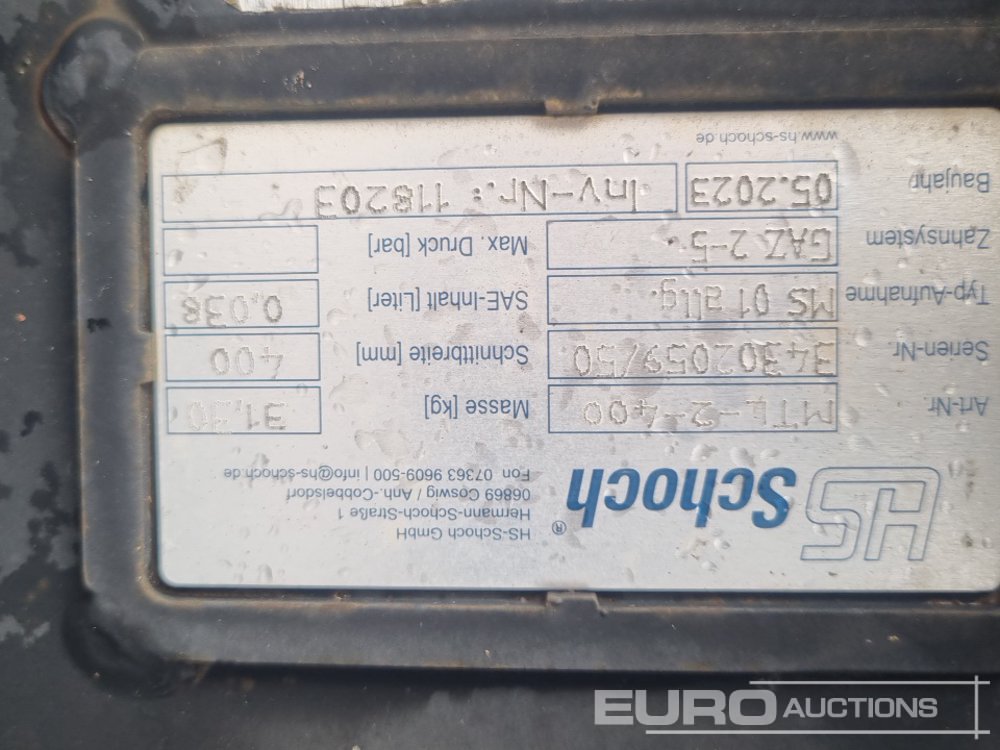 HS Schoch®
HS-Schoch GmbH
Hermann-Schoch-Straße 1
06869 Coswig / Anh.-Cobbelsdorf
Fon 07363 9609-500 | info@hs-schoch.de
Art-Nr. MTL-2-400 Masse [kg] 31,30
Serien-Nr. 34302059/50 Schnittbreite [mm] 400
Typ-Aufnahme MS 01 allg. SAE-Inhalt [Liter] 0,038
Zahnsystem GAZ 2-5 Max. Druck [bar]
Baujahr 05.2023 Inv-Nr.: 118203
www.hs-schoch.de
EURO AUCTIONS